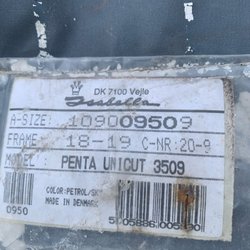 DK 7100 Vejle
Isabella
A-SIZE: 109009509
FRAME: 18-19 C-NR: 20-9
MODEL: PENTA UNICUT 3509
COLOR: PETROL/SK
MADE IN DENMARK
0950